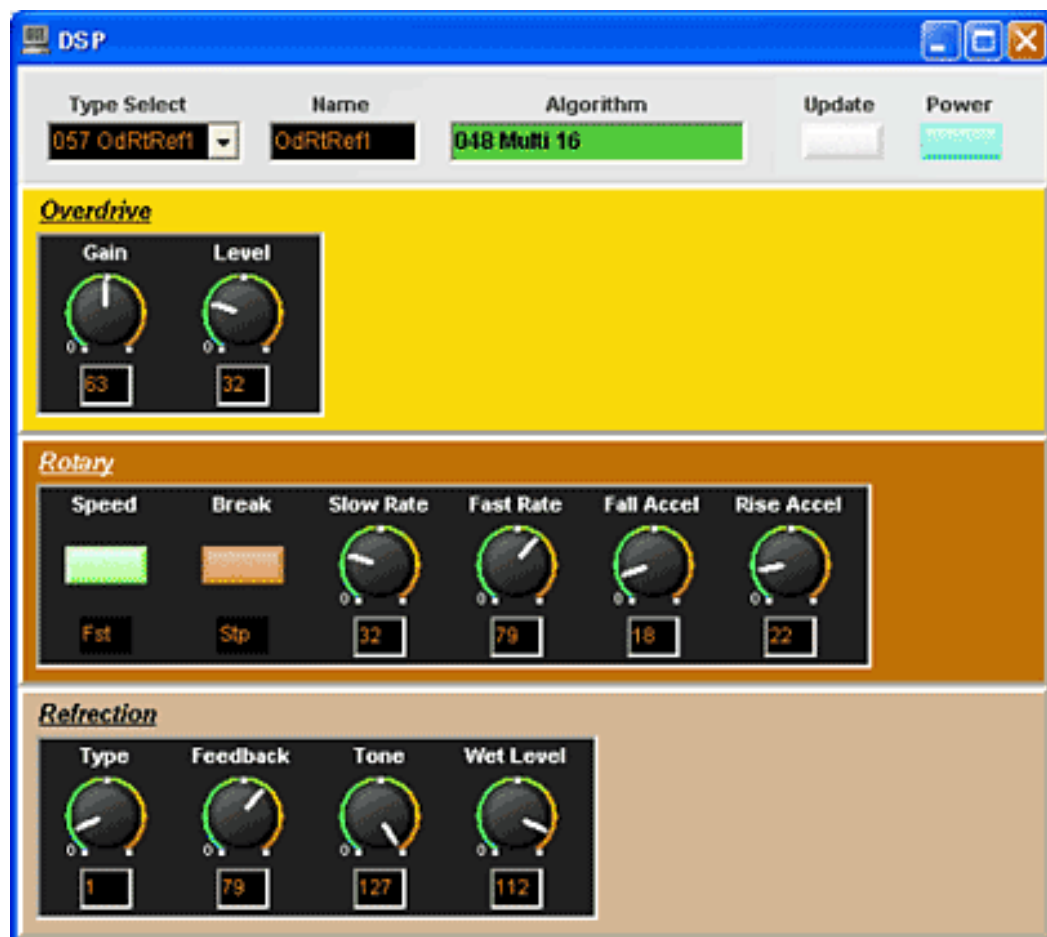 DSP
Type Select Name Algorithm Update Power
057 OdRtRef1 OdRtRef1 048 Multi 16
Overdrive
Gain Level
0 0
63 32
Rotary
Speed Break Slow Rate Fast Rate Fall Accel Rise Accel
0 0 0 0
Fst Stp 32 79 18 22
Refrection
Type Feedback Tone Wet Level
0 0 0 0
1 79 127 112